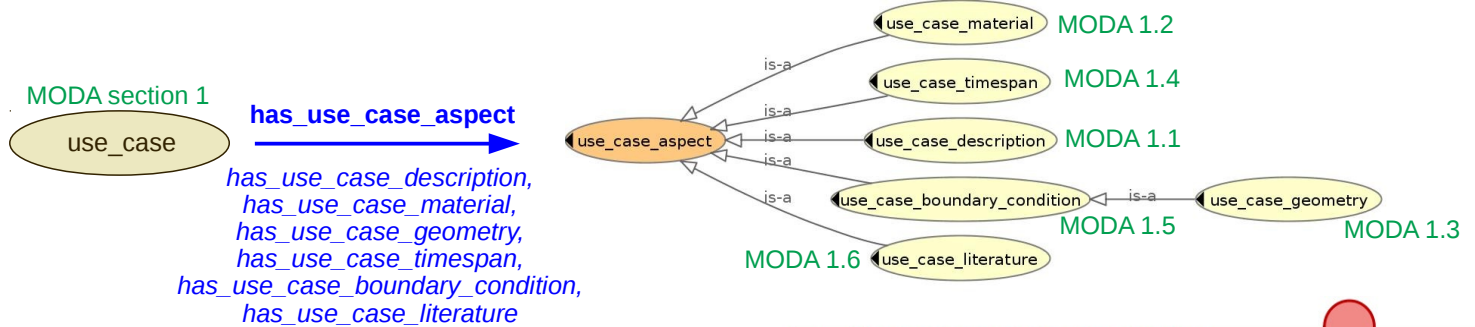 MODA section 1
use_case
has_use_case_aspect
has_use_case_description,
has_use_case_material,
has_use_case_geometry,
has_use_case_timespan,
has_use_case_boundary_condition,
has_use_case_literature
use_case_aspect
is-a
is-a
is-a
is-a
is-a
use_case_material
MODA 1.2
use_case_timespan
MODA 1.4
use_case_description
MODA 1.1
use_case_boundary_condition
MODA 1.5
is-a
use_case_geometry
MODA 1.3
MODA 1.6
use_case_literature